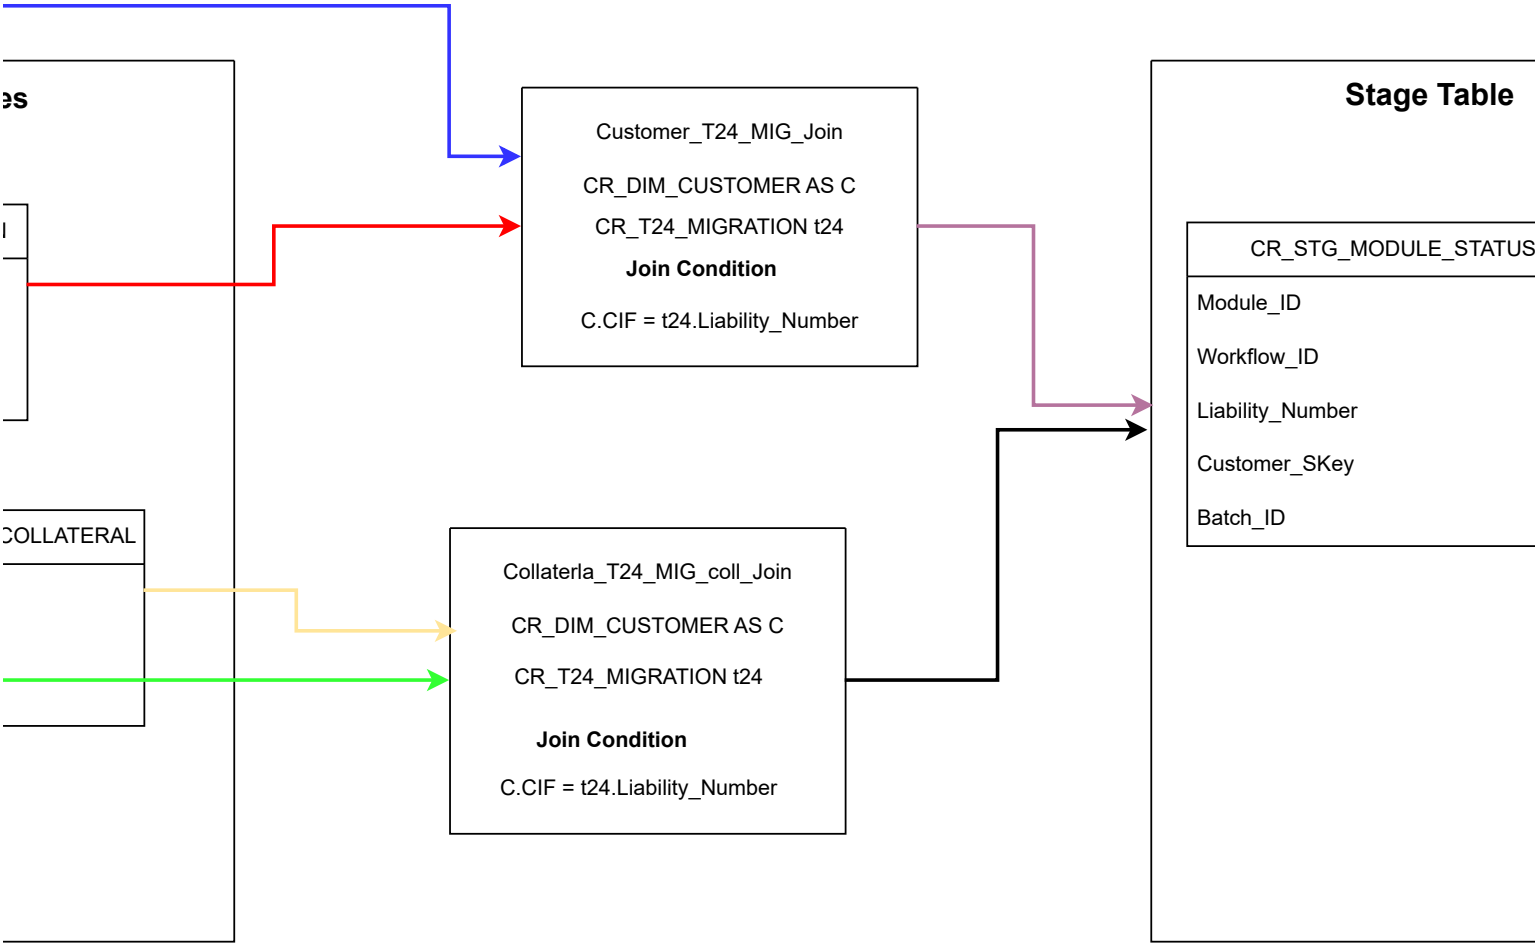 es
COLLATERAL
Customer_T24_MIG_Join
CR_DIM_CUSTOMER AS C
CR_T24_MIGRATION t24
Join Condition
C.CIF = t24.Liability_Number
Collaterla_T24_MIG_coll_Join
CR_DIM_CUSTOMER AS C
CR_T24_MIGRATION t24
Join Condition
C.CIF = t24.Liability_Number
Stage Table
CR_STG_MODULE_STATUS
Module_ID
Workflow_ID
Liability_Number
Customer_SKey
Batch_ID